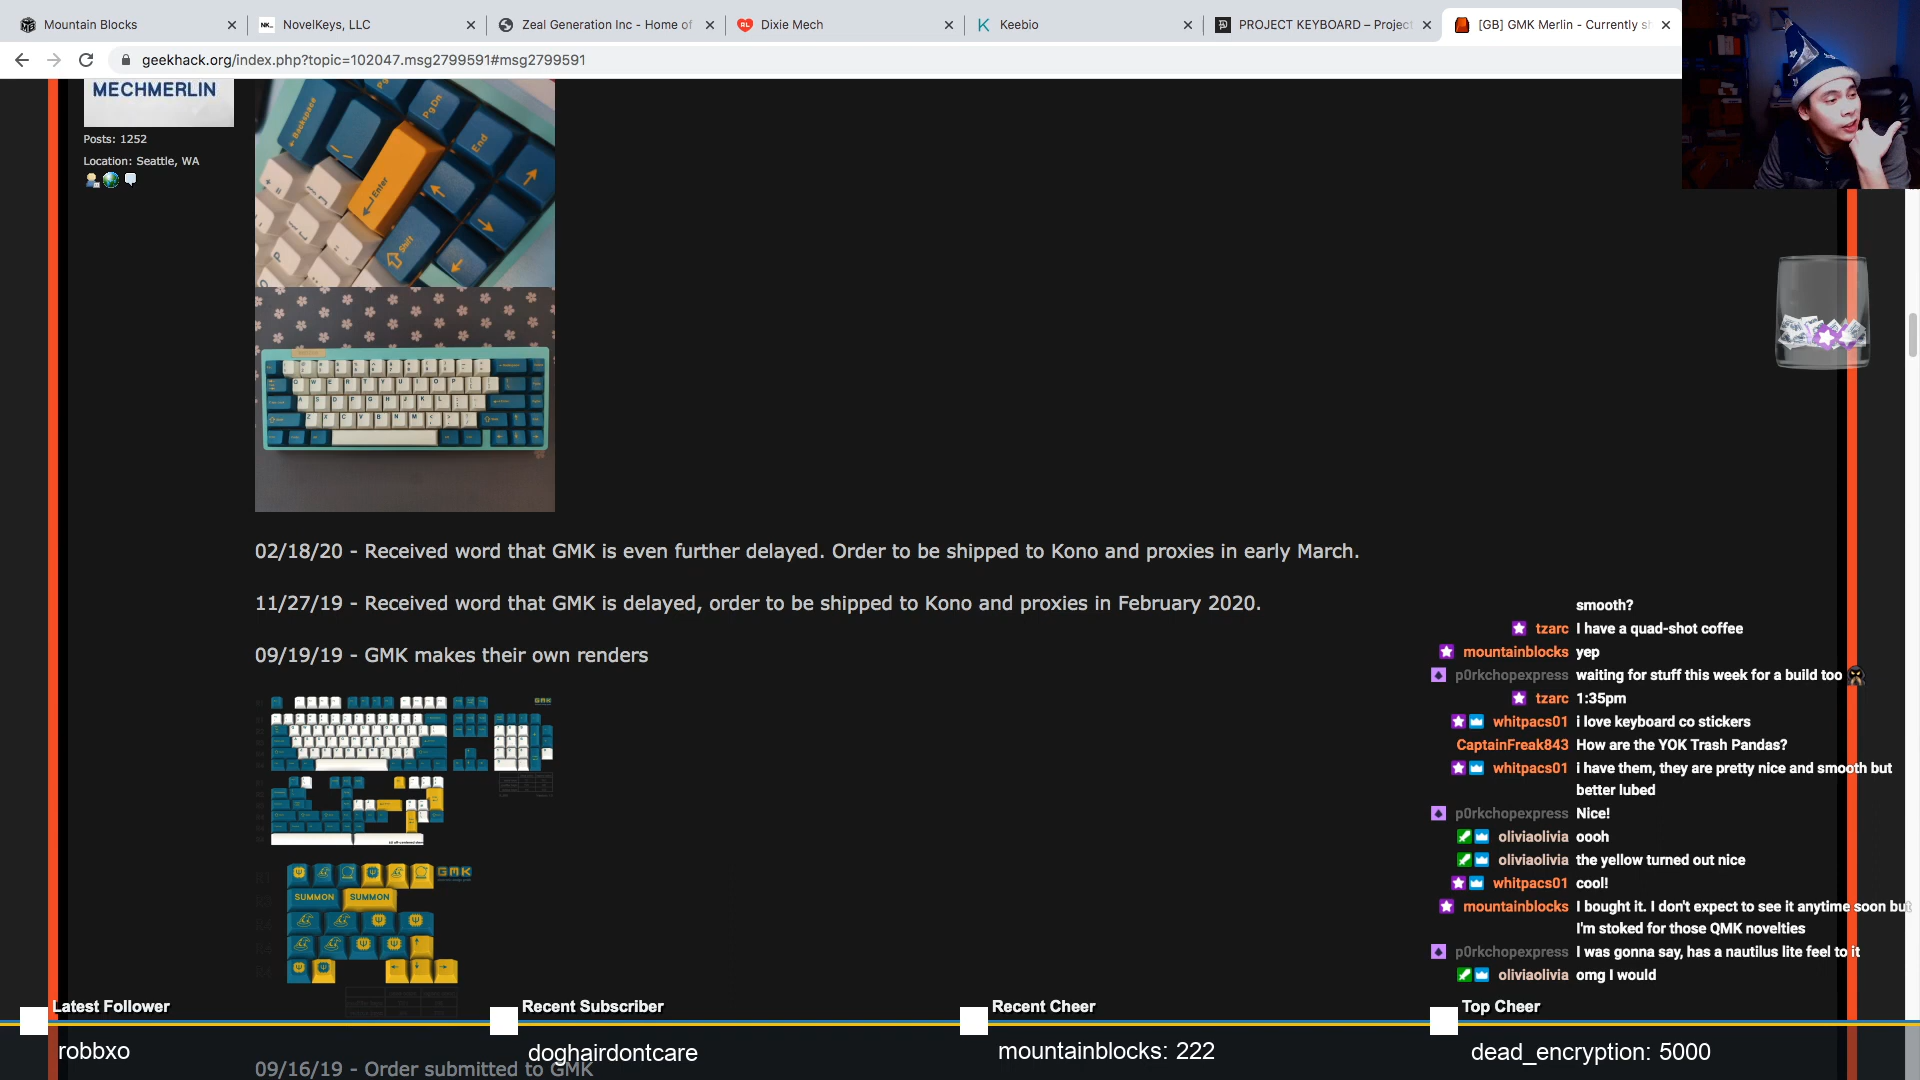 Mountain Blocks
NovelKeys, LLC
Zeal Generation Inc - Home of
Dixie Mech
Keebio
PROJECT KEYBOARD – Project
[GB] GMK Merlin - Currently sh
geekhack.org/index.php?topic=102047.msg2799591#msg2799591
MECHMERLIN
Posts: 1252
Location: Seattle, WA
Backspace
PgDn
End
Enter
Shift
02/18/20 - Received word that GMK is even further delayed. Order to be shipped to Kono and proxies in early March.
11/27/19 - Received word that GMK is delayed, order to be shipped to Kono and proxies in February 2020.
09/19/19 - GMK makes their own renders
GMK
SUMMON SUMMON
09/16/19 - Order submitted to GMK
smooth?
tzarc I have a quad-shot coffee
mountainblocks yep
p0rkchopexpress waiting for stuff this week for a build too
tzarc 1:35pm
whitpacs01 i love keyboard co stickers
CaptainFreak843 How are the YOK Trash Pandas?
whitpacs01 i have them, they are pretty nice and smooth but
better lubed
p0rkchopexpress Nice!
oliviaolivia oooh
oliviaolivia the yellow turned out nice
whitpacs01 cool!
mountainblocks I bought it. I don't expect to see it anytime soon but
I'm stoked for those QMK novelties
p0rkchopexpress I was gonna say, has a nautilus lite feel to it
oliviaolivia omg I would
Latest Follower
robbxo
Recent Subscriber
doghairdontcare
Recent Cheer
mountainblocks: 222
Top Cheer
dead_encryption: 5000